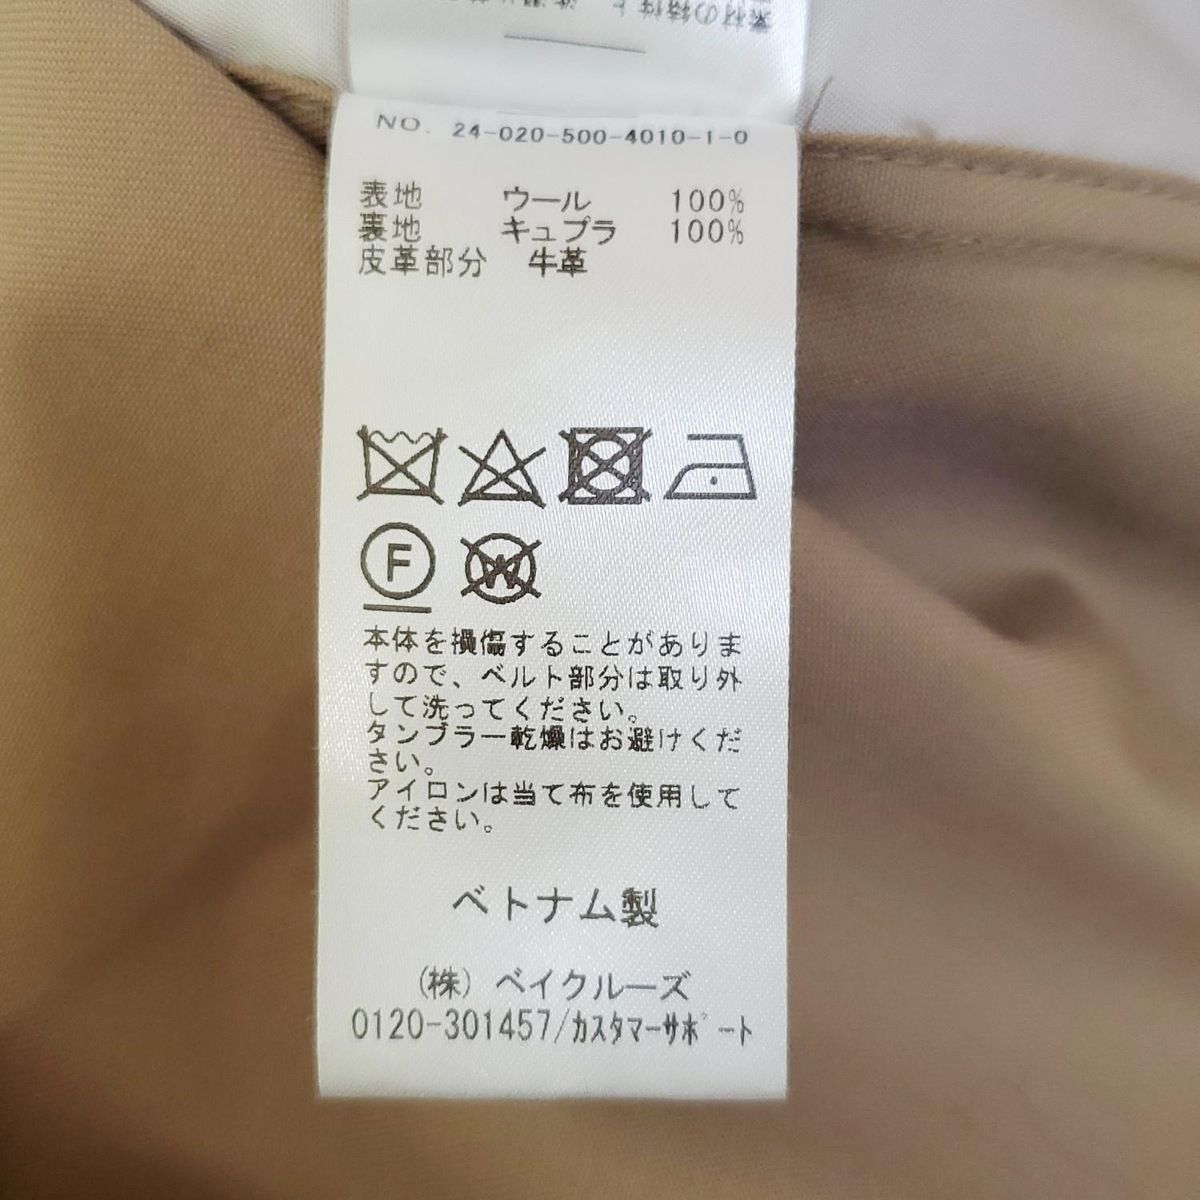 素材の特性上
NO. 24-020-500-4010-1-0
表地 ウール 100%
裏地 キュプラ 100%
皮革部分 牛革
F W
本体を損傷することがありま
すので、ベルト部分は取り外
して洗ってください。
タンブラー乾燥はお避けくだ
さい。
アイロンは当て布を使用して
ください。
ベトナム製
(株) ベイクルーズ
0120-301457/カスタマーサポート